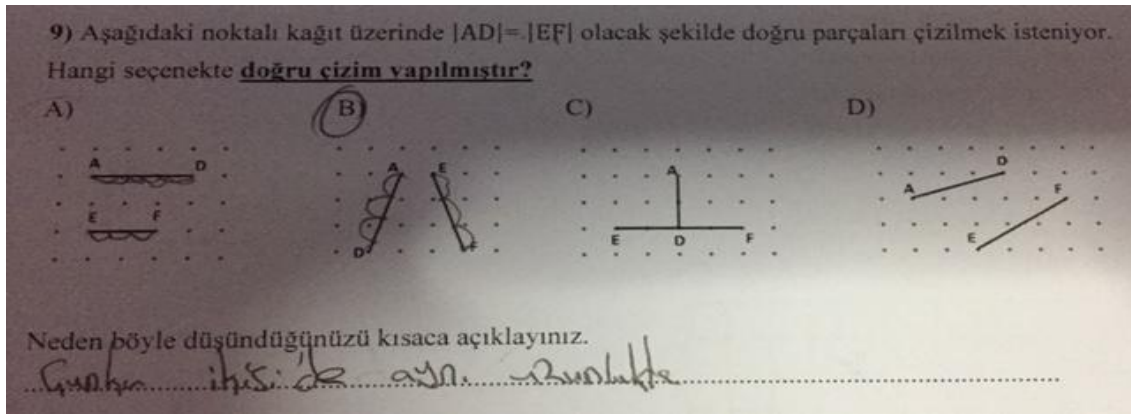 9) Aşağıdaki noktalı kağıt üzerinde |AD|=.|EF| olacak şekilde doğru parçaları çizilmek isteniyor.
Hangi seçenekte doğru çizim yapılmıştır?
A) B) C) D)
A D
E F
A E
D F
A
E D F
D
A F
E
Neden böyle düşündüğünüzü kısaca açıklayınız.
Çünkü ikisi'de aynı uzunlukta